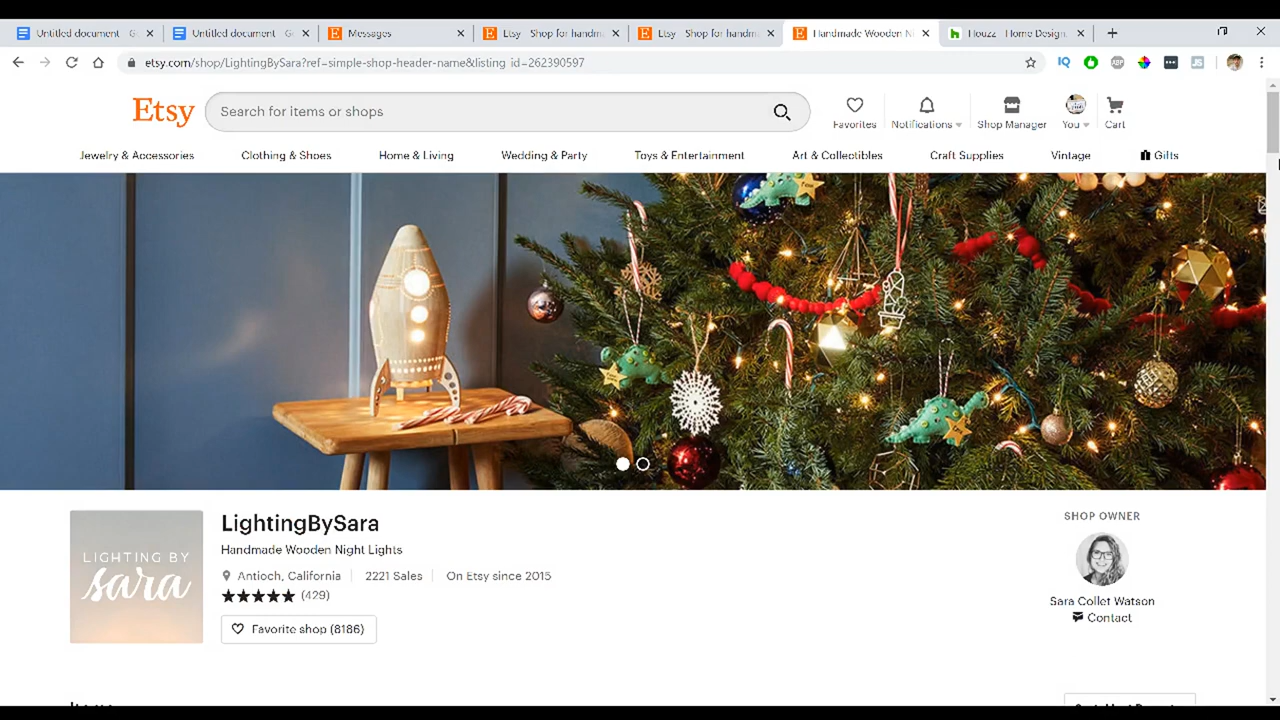 Untitled document - G
Untitled document - G
Messages
Etsy - Shop for handm
Etsy - Shop for handm
Handmade Wooden Ni
Houzz - Home Design,
etsy.com/shop/LightingBySara?ref=simple-shop-header-name&listing_id=262390597
IQ
ABP
JS
Etsy
Search for items or shops
Favorites
Notifications
Shop Manager
You
Cart
Jewelry & Accessories
Clothing & Shoes
Home & Living
Wedding & Party
Toys & Entertainment
Art & Collectibles
Craft Supplies
Vintage
Gifts
LIGHTING BY
sara
LightingBySara
Handmade Wooden Night Lights
Antioch, California
2221 Sales
On Etsy since 2015
(429)
Favorite shop (8186)
SHOP OWNER
Sara Collet Watson
Contact